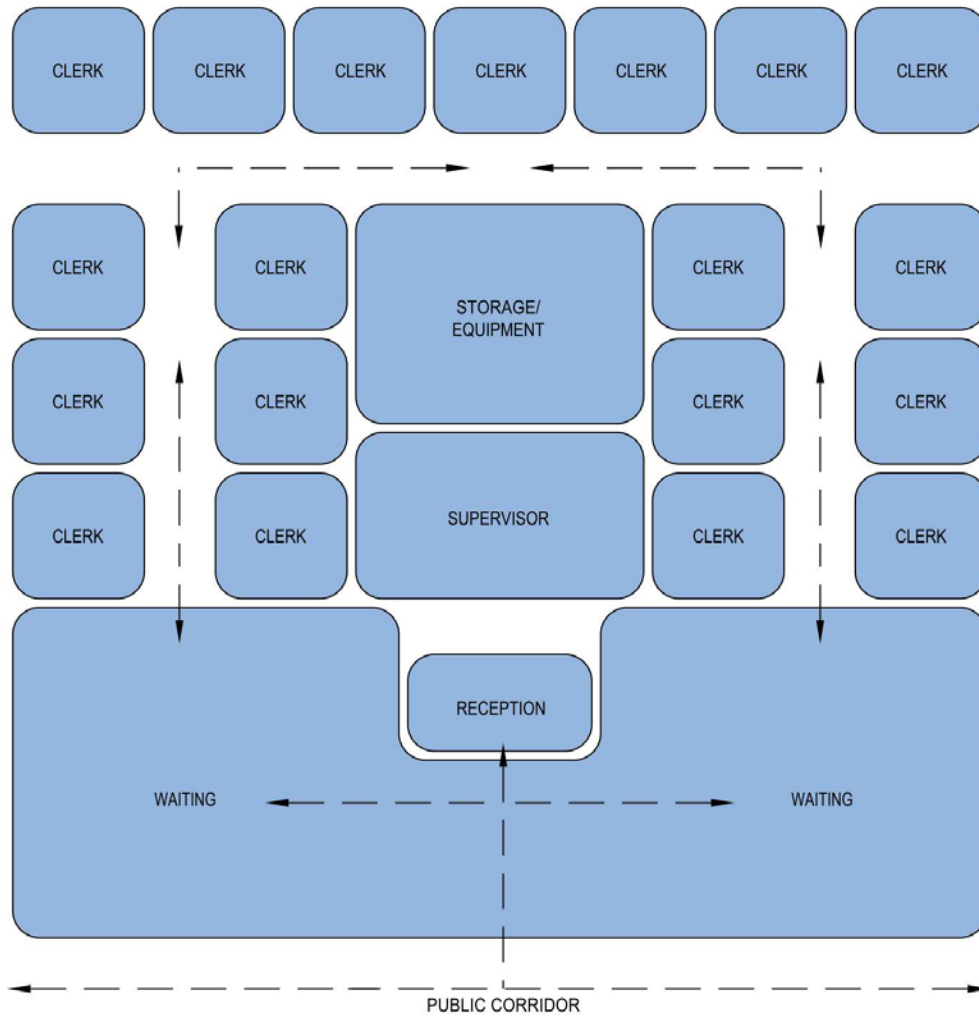 CLERK CLERK CLERK CLERK CLERK CLERK CLERK
CLERK CLERK CLERK CLERK
STORAGE/
EQUIPMENT
CLERK CLERK CLERK CLERK
CLERK CLERK SUPERVISOR CLERK CLERK
RECEPTION
WAITING WAITING
PUBLIC CORRIDOR